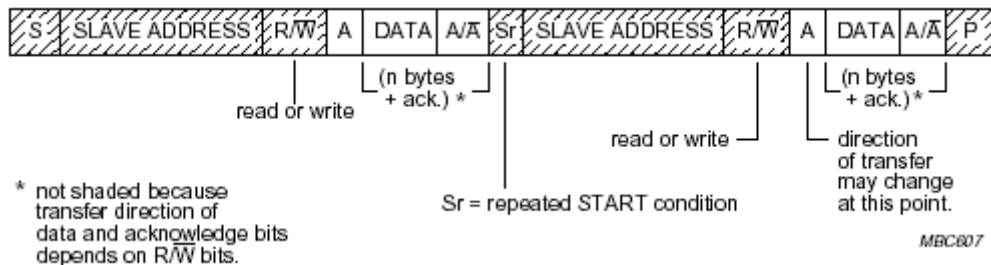 S SLAVE ADDRESS R/W̅ A DATA A/A̅ Sr SLAVE ADDRESS R/W̅ A DATA A/A̅ P
(n bytes
+ ack.) *
(n bytes
+ ack.) *
read or write
read or write
direction
of transfer
may change
at this point.
Sr = repeated START condition
* not shaded because
transfer direction of
data and acknowledge bits
depends on R/W̅ bits.
MBC607